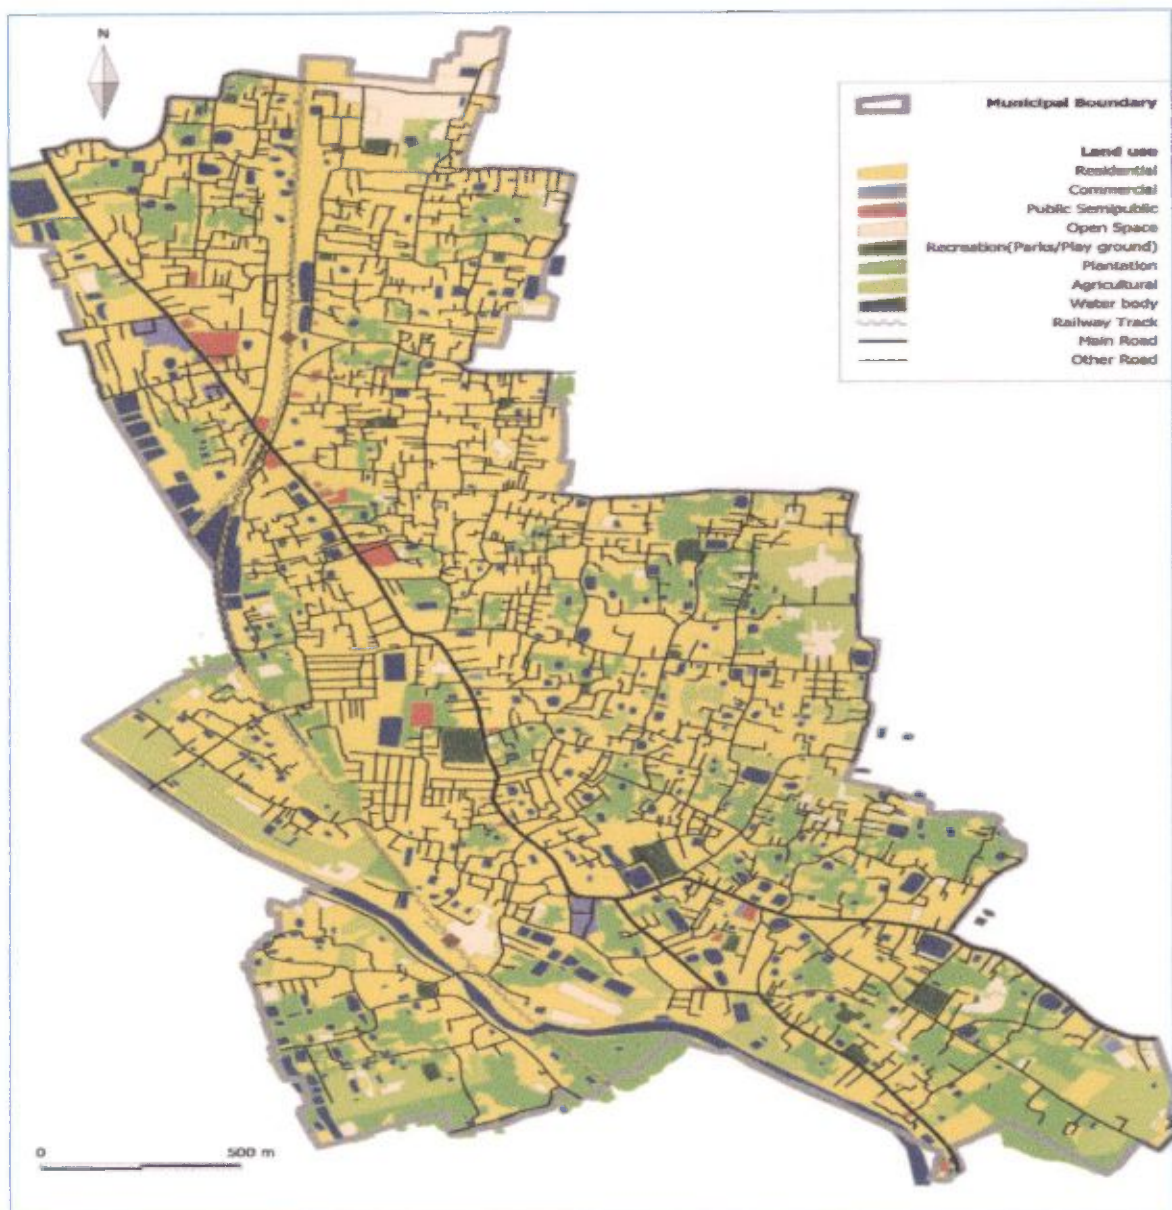 N
Municipal Boundary
Land use
Residential
Commercial
Public Semipublic
Open Space
Recreation(Parks/Play ground)
Plantation
Agricultural
Water body
Railway Track
Main Road
Other Road
0 500 m